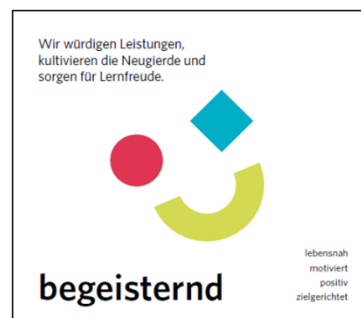 Wir würdigen Leistungen,
kultivieren die Neugierde und
sorgen für Lernfreude.
begeisternd
lebensnah
motiviert
positiv
zielgerichtet